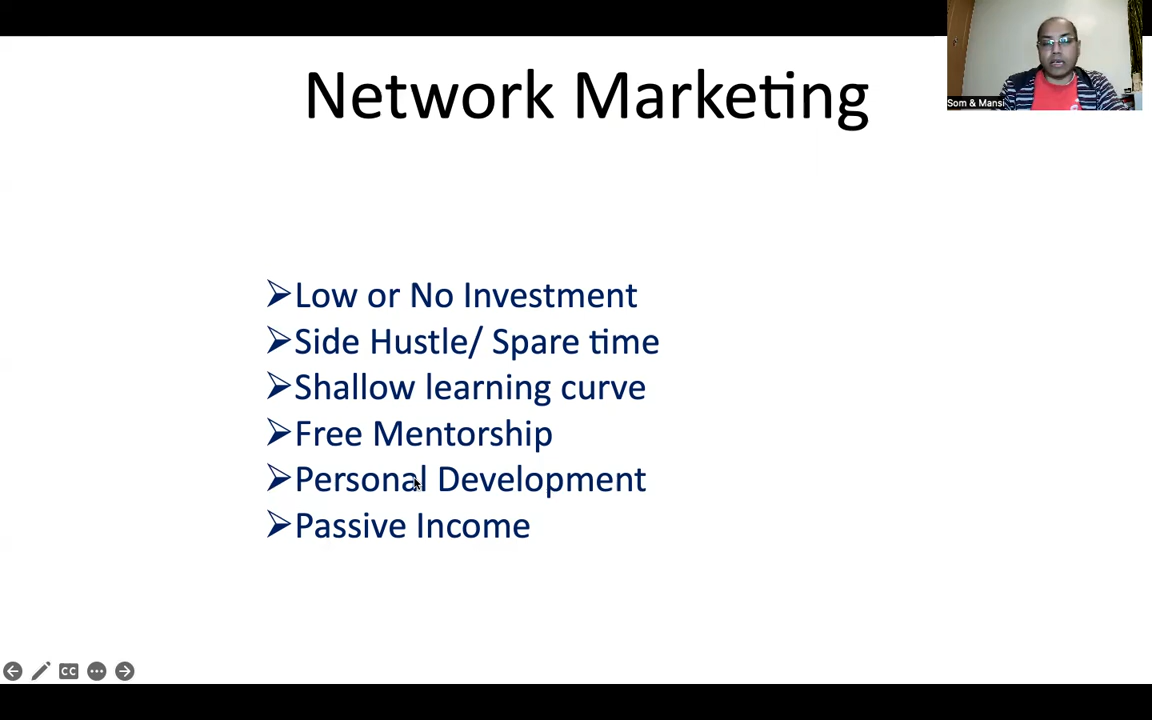 Network Marketing
Som & Mansi
➢Low or No Investment
➢Side Hustle/ Spare time
➢Shallow learning curve
➢Free Mentorship
➢Personal Development
➢Passive Income
CC